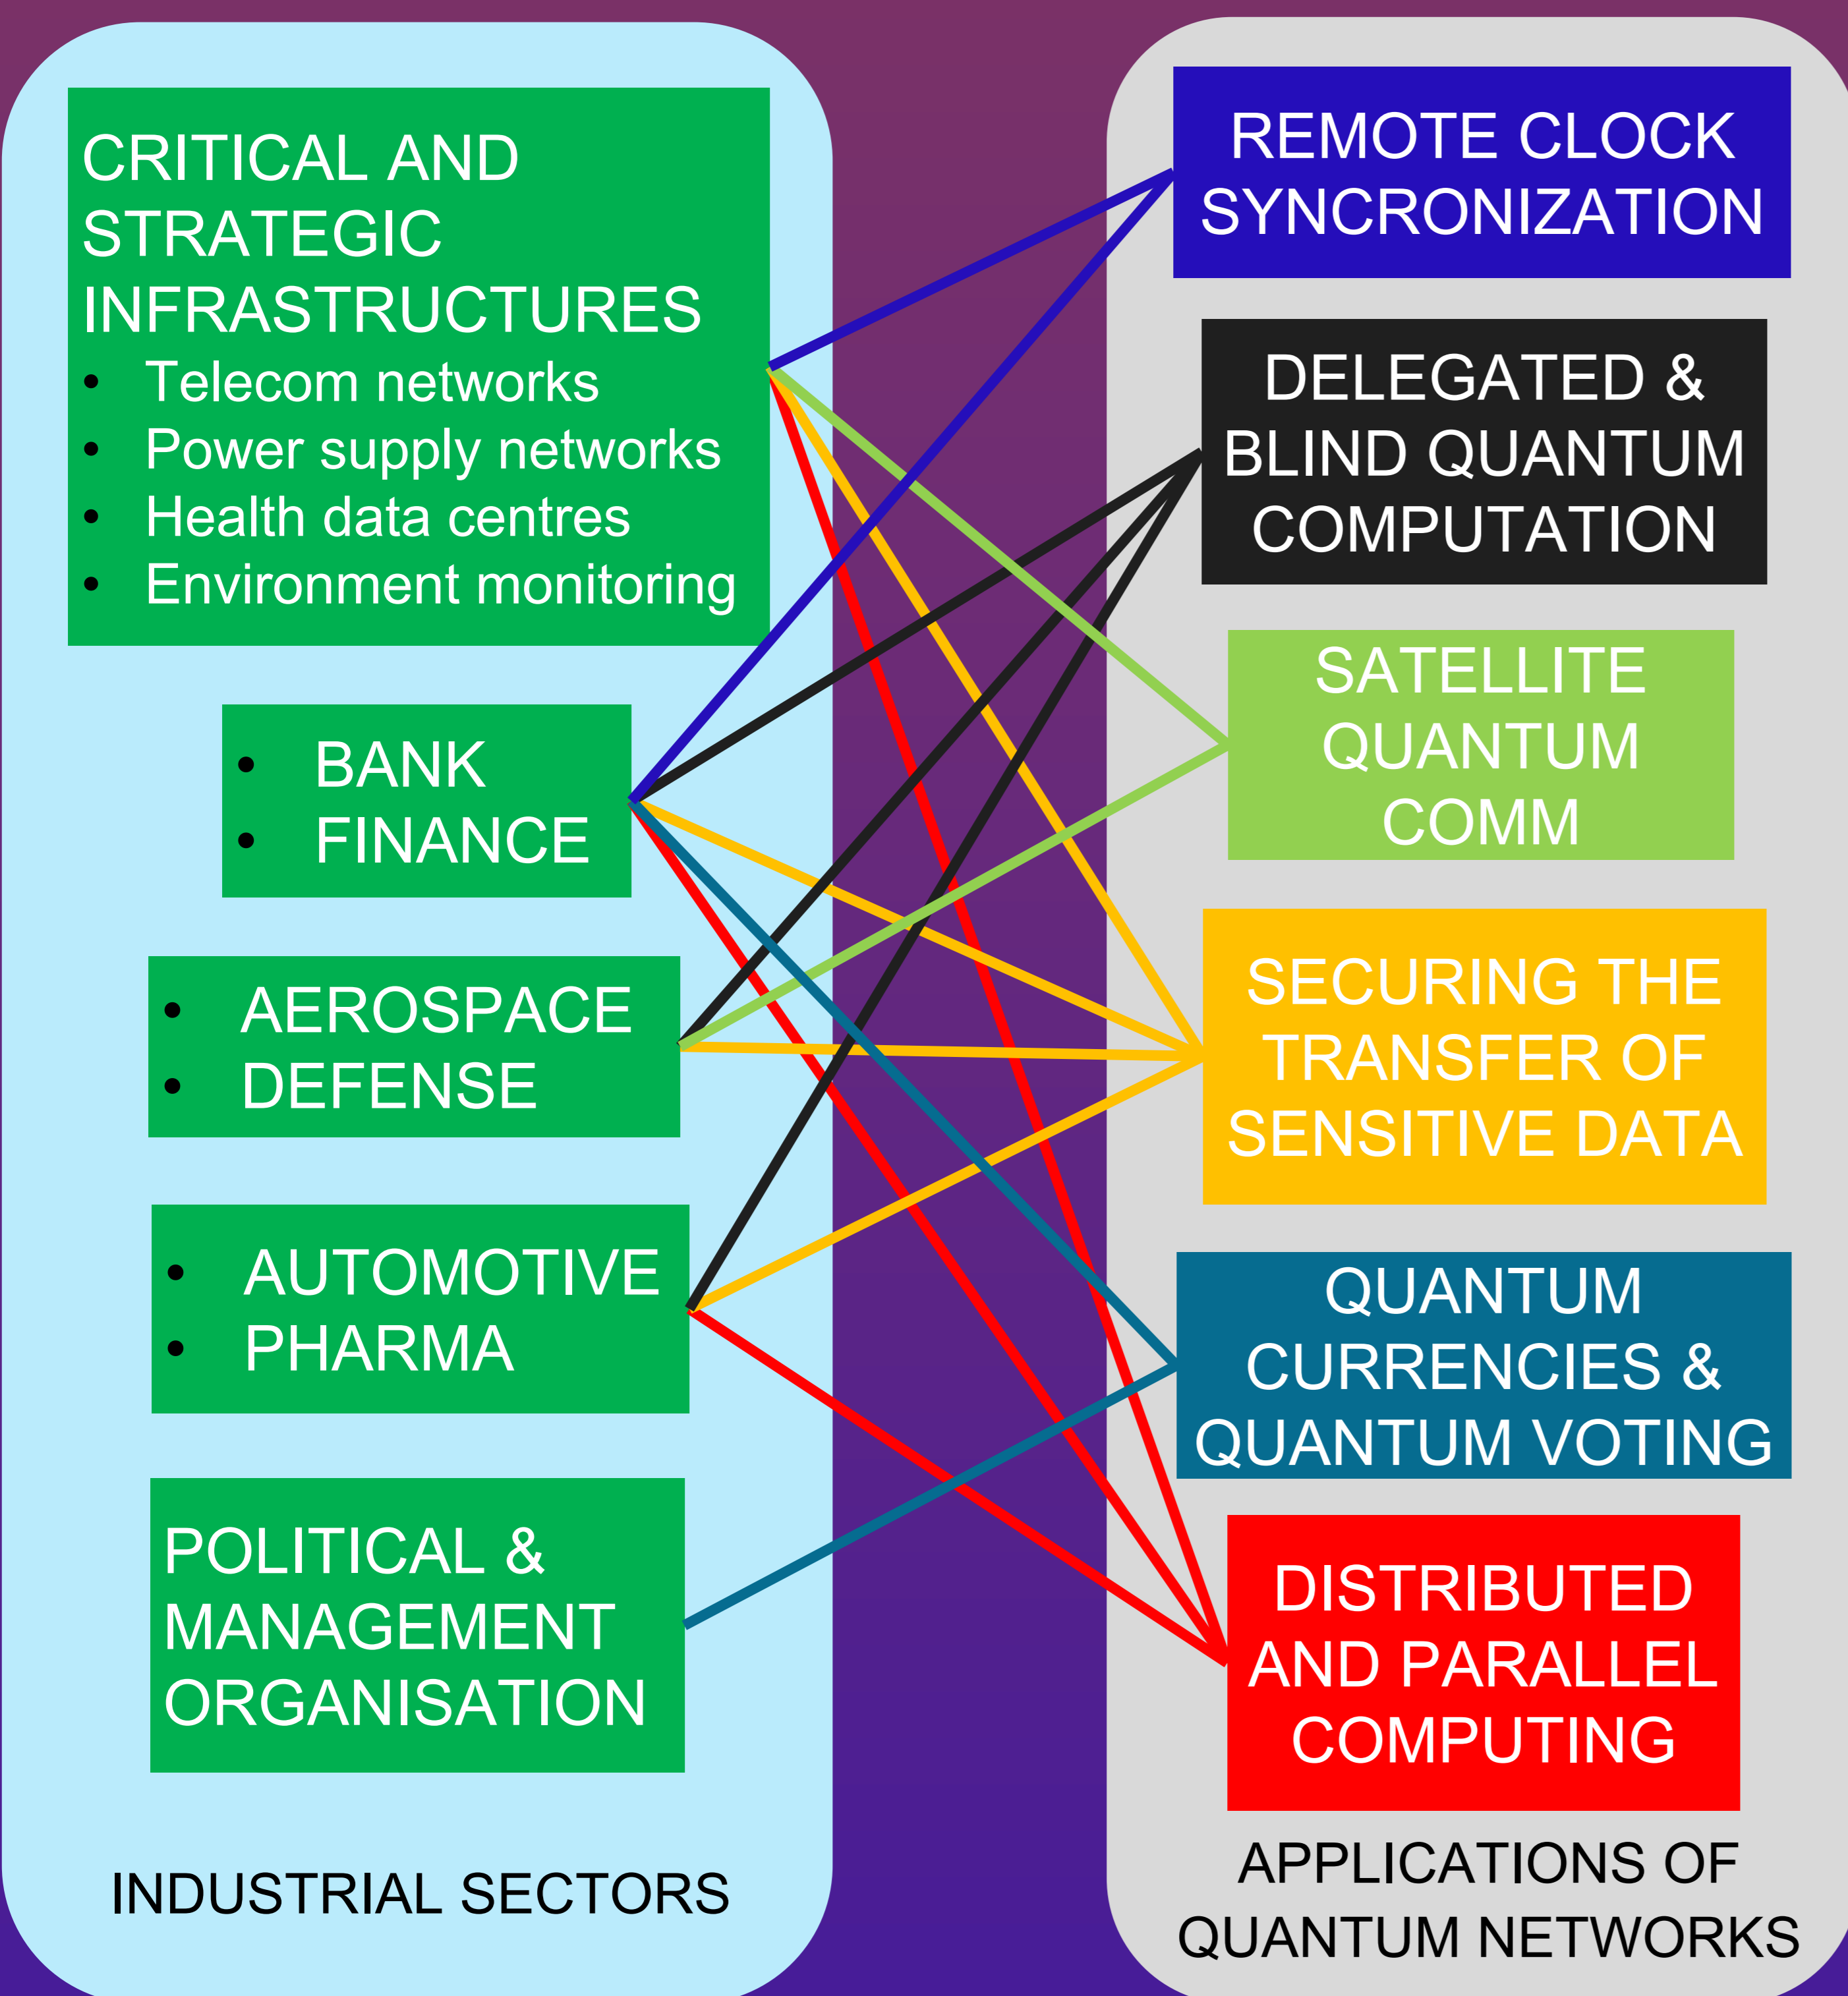 CRITICAL AND
STRATEGIC
INFRASTRUCTURES
• Telecom networks
• Power supply networks
• Health data centres
• Environment monitoring
• BANK
• FINANCE
• AEROSPACE
• DEFENSE
• AUTOMOTIVE
• PHARMA
POLITICAL &
MANAGEMENT
ORGANISATION
INDUSTRIAL SECTORS
REMOTE CLOCK
SYNCRONIZATION
DELEGATED &
BLIND QUANTUM
COMPUTATION
SATELLITE
QUANTUM
COMM
SECURING THE
TRANSFER OF
SENSITIVE DATA
QUANTUM
CURRENCIES &
QUANTUM VOTING
DISTRIBUTED
AND PARALLEL
COMPUTING
APPLICATIONS OF
QUANTUM NETWORKS